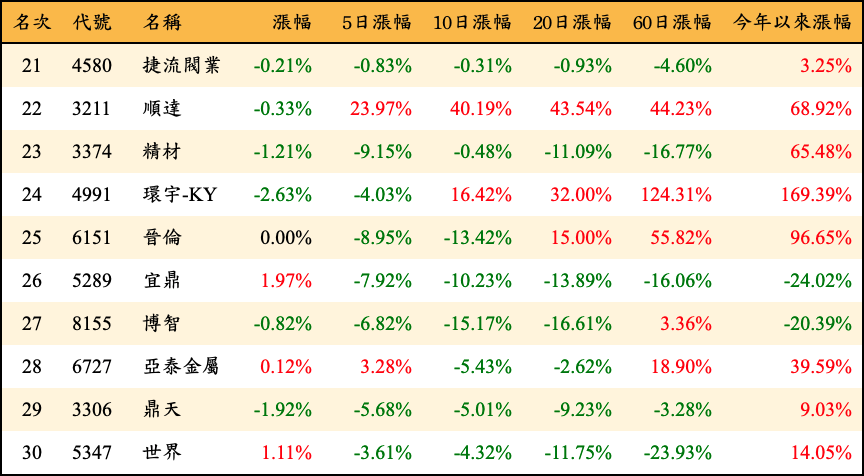 名次 代號 名稱 漲幅 5日漲幅 10日漲幅 20日漲幅 60日漲幅 今年以來漲幅
21 4580 捷流閥業 -0.21% -0.83% -0.31% -0.93% -4.60% 3.25%
22 3211 順達 -0.33% 23.97% 40.19% 43.54% 44.23% 68.92%
23 3374 精材 -1.21% -9.15% -0.48% -11.09% -16.77% 65.48%
24 4991 環宇-KY -2.63% -4.03% 16.42% 32.00% 124.31% 169.39%
25 6151 晉倫 0.00% -8.95% -13.42% 15.00% 55.82% 96.65%
26 5289 宜鼎 1.97% -7.92% -10.23% -13.89% -16.06% -24.02%
27 8155 博智 -0.82% -6.82% -15.17% -16.61% 3.36% -20.39%
28 6727 亞泰金屬 0.12% 3.28% -5.43% -2.62% 18.90% 39.59%
29 3306 鼎天 -1.92% -5.68% -5.01% -9.23% -3.28% 9.03%
30 5347 世界 1.11% -3.61% -4.32% -11.75% -23.93% 14.05%